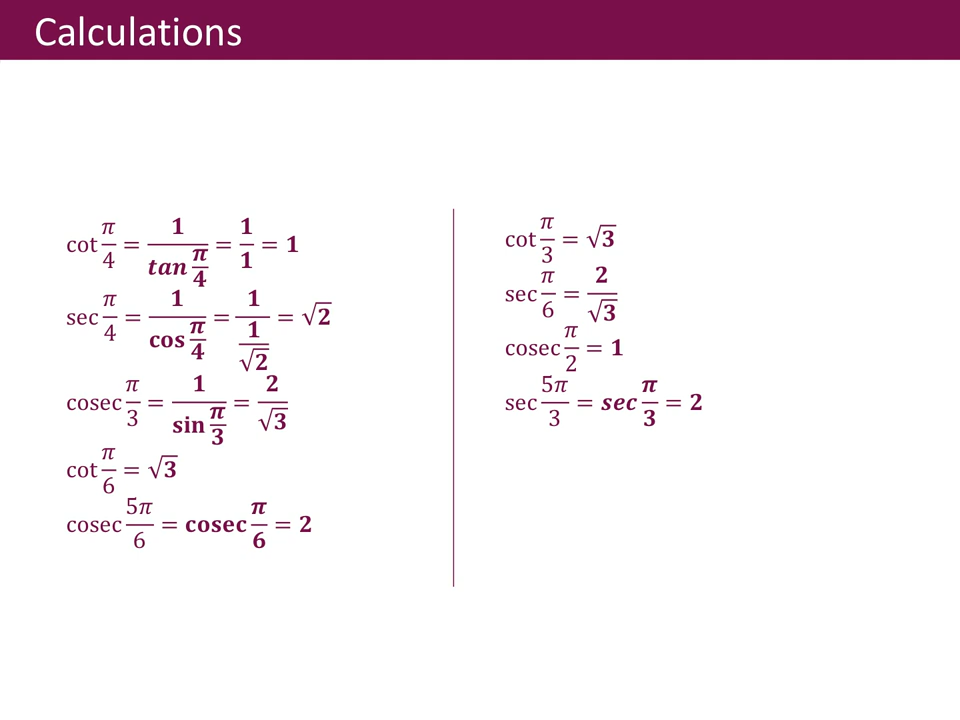 Calculations
cot π/4 = 1/(tan π/4) = 1/1 = 1
sec π/4 = 1/(cos π/4) = 1/(1/√2) = √2
cosec π/3 = 1/(sin π/3) = 2/√3
cot π/6 = √3
cosec 5π/6 = cosec π/6 = 2
cot π/3 = √3
sec π/6 = 2/√3
cosec π/2 = 1
sec 5π/3 = sec π/3 = 2